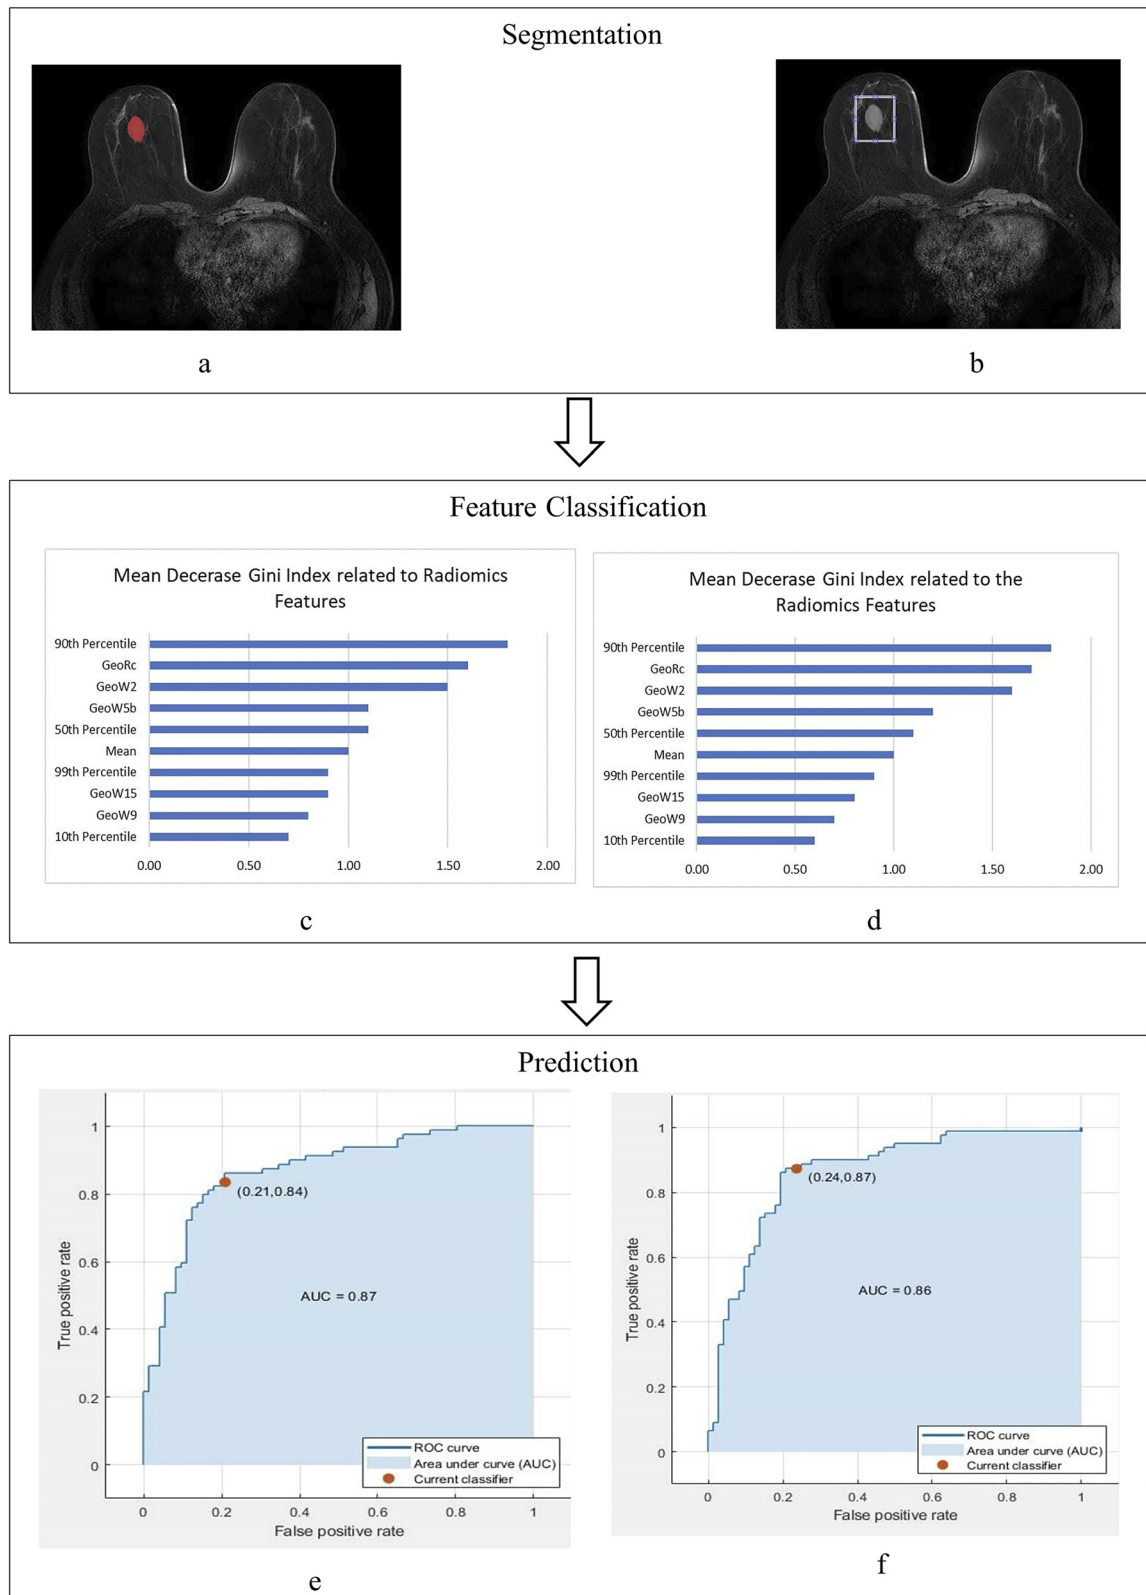 Segmentation
a
b
Feature Classification
Mean Decerase Gini Index related to Radiomics
Features
90th Percentile
GeoRc
GeoW2
GeoW5b
50th Percentile
Mean
99th Percentile
GeoW15
GeoW9
10th Percentile
0.00 0.50 1.00 1.50 2.00
c
Mean Decerase Gini Index related to the
Radiomics Features
90th Percentile
GeoRc
GeoW2
GeoW5b
50th Percentile
Mean
99th Percentile
GeoW15
GeoW9
10th Percentile
0.00 0.50 1.00 1.50 2.00
d
Prediction
True positive rate
1
0.8
0.6
0.4
0.2
0
(0.21,0.84)
AUC = 0.87
ROC curve
Area under curve (AUC)
Current classifier
0 0.2 0.4 0.6 0.8 1
False positive rate
e
True positive rate
1
0.8
0.6
0.4
0.2
0
(0.24,0.87)
AUC = 0.86
ROC curve
Area under curve (AUC)
Current classifier
0 0.2 0.4 0.6 0.8 1
False positive rate
f